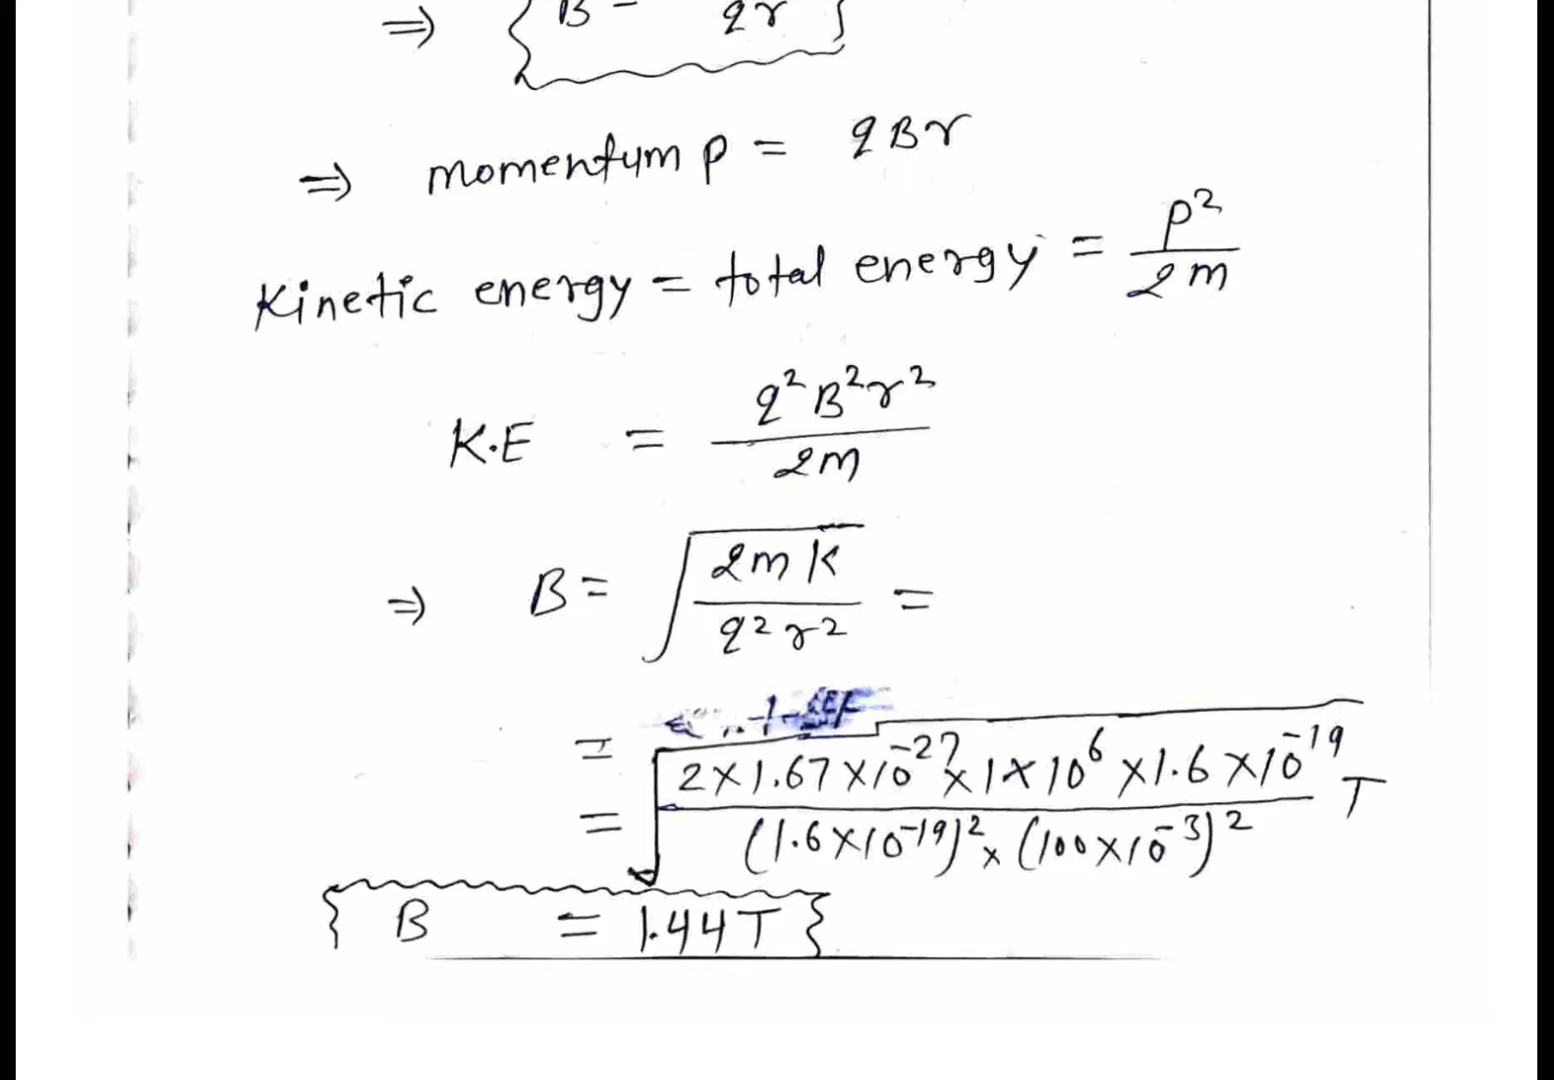 ⇒ { B = qr }
⇒ momentum p = qBr
Kinetic energy = total energy = p²/2m
K.E = q²B²r²/2m
⇒ B = √(2mK/q²r²) =
=
= √(2×1.67×10⁻²⁷×1×10⁶×1.6×10⁻¹⁹/(1.6×10⁻¹⁹)²×(100×10⁻³)²) T
{ B = 1.44T }